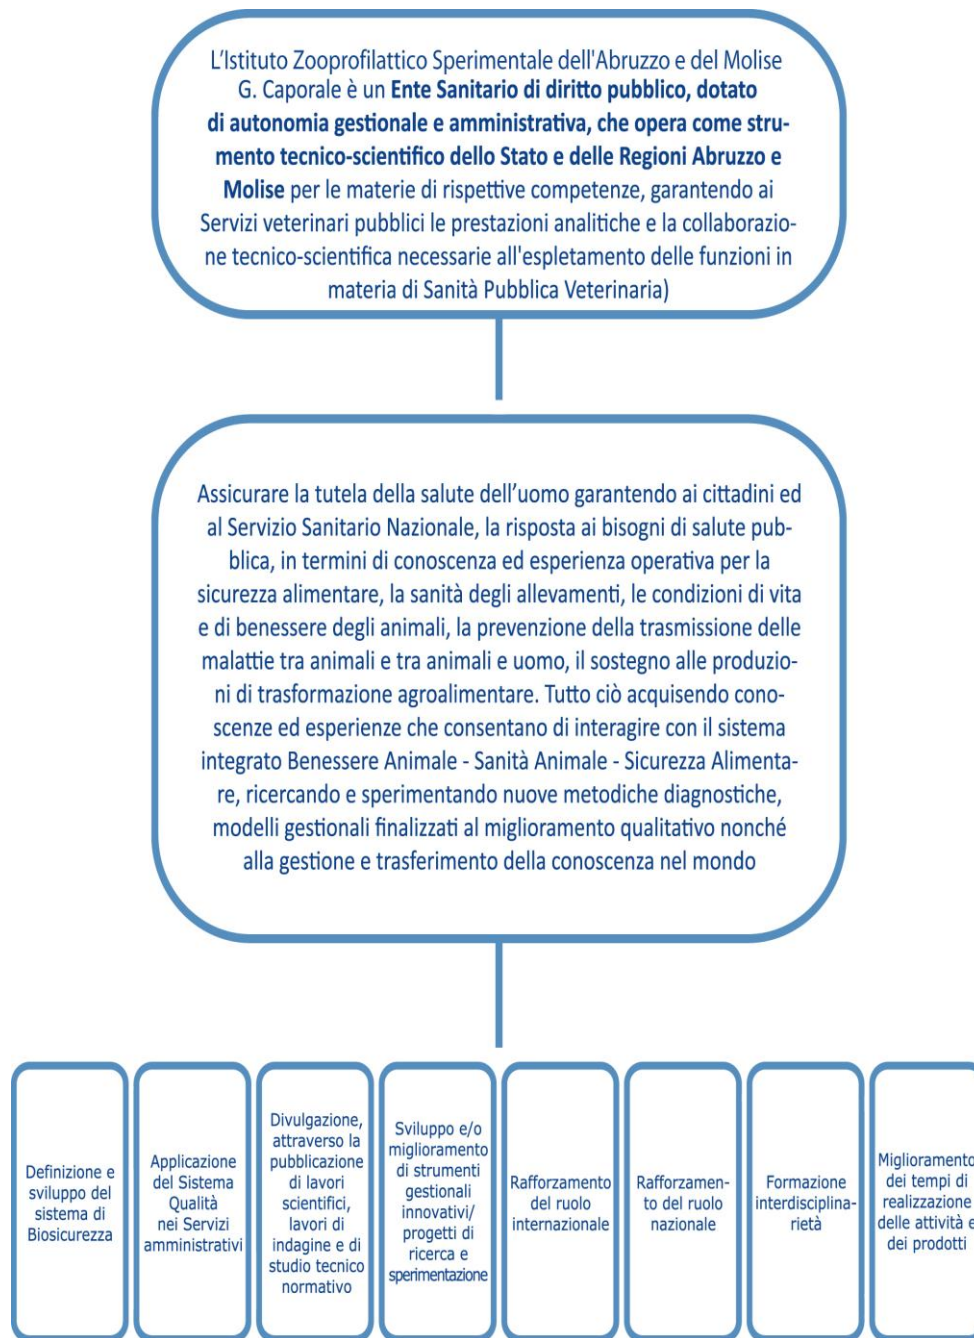 L'Istituto Zooprofilattico Sperimentale dell'Abruzzo e del Molise
G. Caporale è un Ente Sanitario di diritto pubblico, dotato
di autonomia gestionale e amministrativa, che opera come stru-
mento tecnico-scientifico dello Stato e delle Regioni Abruzzo e
Molise per le materie di rispettive competenze, garantendo ai
Servizi veterinari pubblici le prestazioni analitiche e la collaborazio-
ne tecnico-scientifica necessarie all'espletamento delle funzioni in
materia di Sanità Pubblica Veterinaria)
Assicurare la tutela della salute dell’uomo garantendo ai cittadini ed
al Servizio Sanitario Nazionale, la risposta ai bisogni di salute pub-
blica, in termini di conoscenza ed esperienza operativa per la
sicurezza alimentare, la sanità degli allevamenti, le condizioni di vita
e di benessere degli animali, la prevenzione della trasmissione delle
malattie tra animali e tra animali e uomo, il sostegno alle produzio-
ni di trasformazione agroalimentare. Tutto ciò acquisendo cono-
scenze ed esperienze che consentano di interagire con il sistema
integrato Benessere Animale - Sanità Animale - Sicurezza Alimenta-
re, ricercando e sperimentando nuove metodiche diagnostiche,
modelli gestionali finalizzati al miglioramento qualitativo nonché
alla gestione e trasferimento della conoscenza nel mondo
Definizione e
sviluppo del
sistema di
Biosicurezza
Applicazione
del Sistema
Qualità
nei Servizi
amministrativi
Divulgazione,
attraverso la
pubblicazione
di lavori
scientifici,
lavori di
indagine e di
studio tecnico
normativo
Sviluppo e/o
miglioramento
di strumenti
gestionali
innovativi/
progetti di
ricerca e
sperimentazione
Rafforzamento
del ruolo
internazionale
Rafforzamen-
to del ruolo
nazionale
Formazione
interdisciplina-
rietà
Miglioramento
dei tempi di
realizzazione
delle attività e
dei prodotti